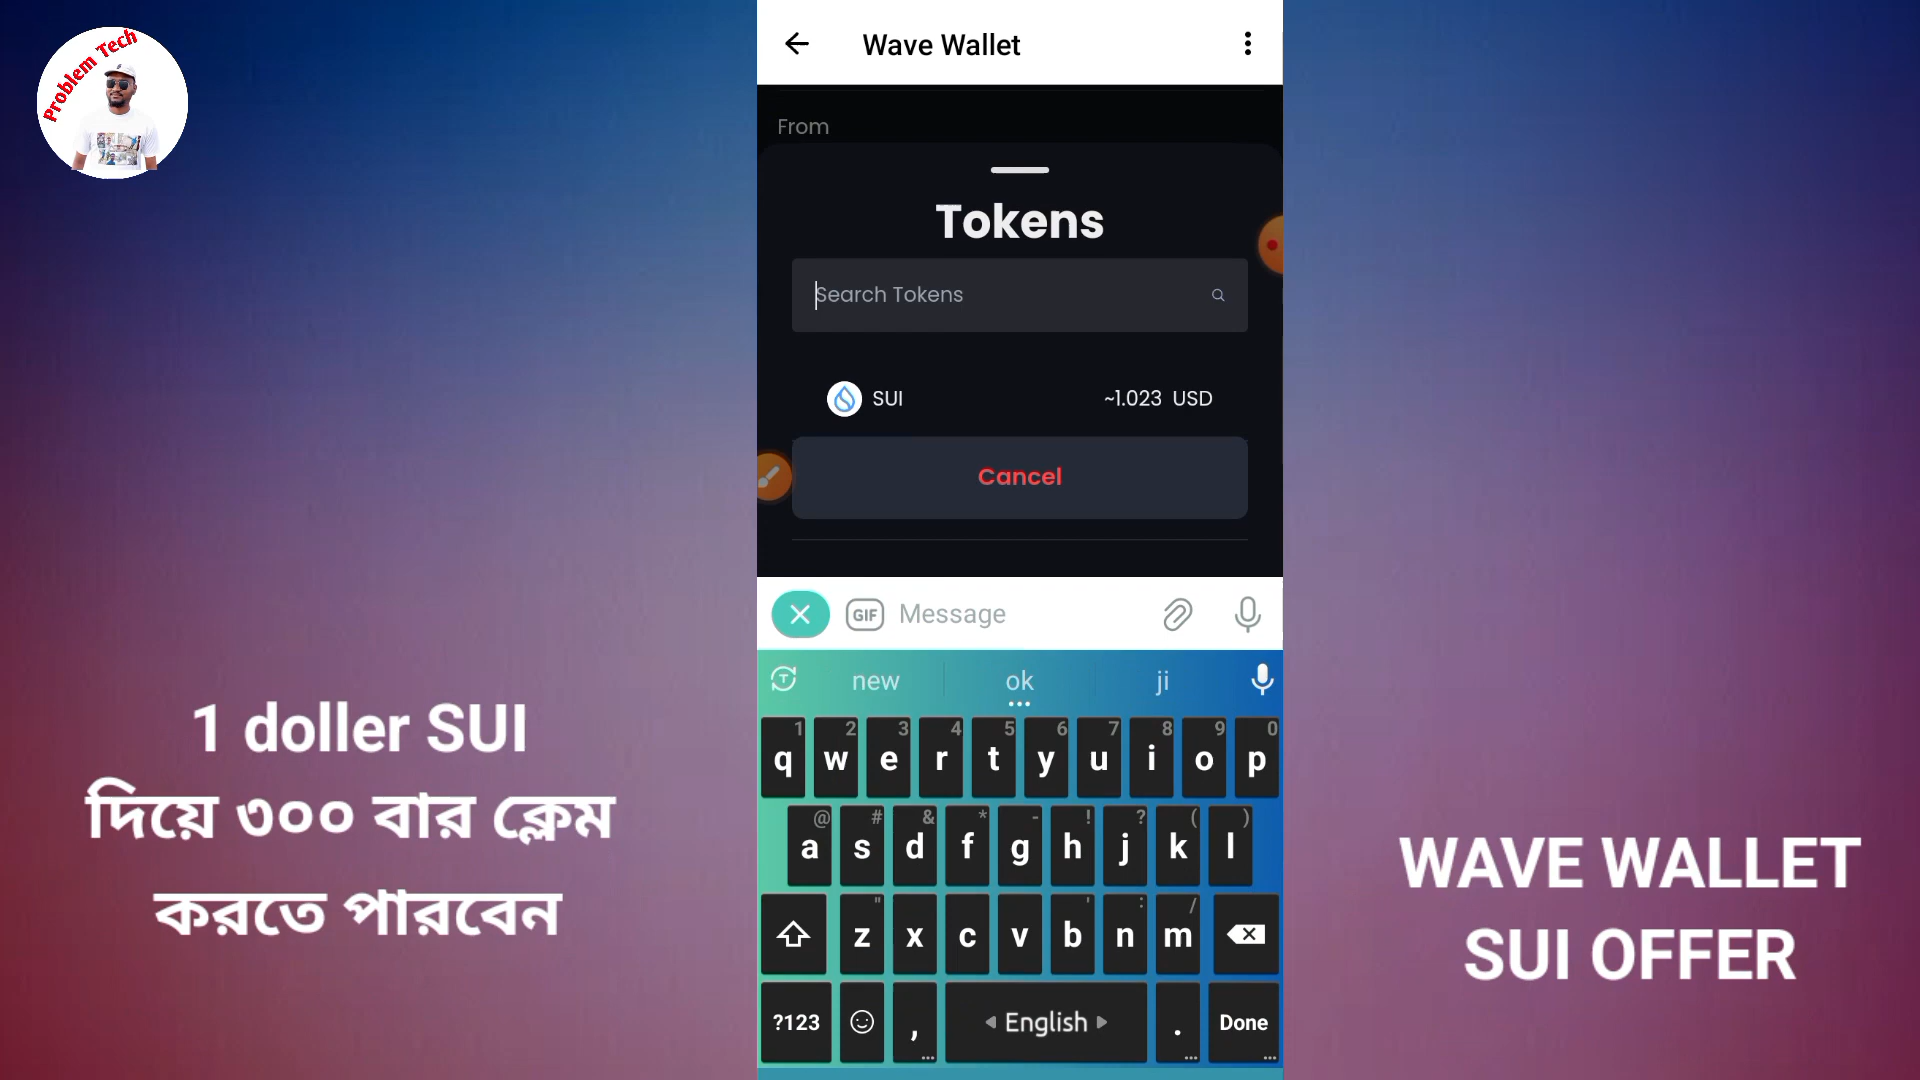 Problem Tech
Wave Wallet
From
Tokens
Search Tokens
SUI ~1.023 USD
Cancel
GIF Message
new ok ji
1 2 3 4 5 6 7 8 9 0
q w e r t y u i o p
@ # & * - ! ? ( )
a s d f g h j k l
" ' : /
z x c v b n m
?123 , English . Done
1 doller SUI
দিয়ে ৩০০ বার ক্লেম
করতে পারবেন
WAVE WALLET
SUI OFFER